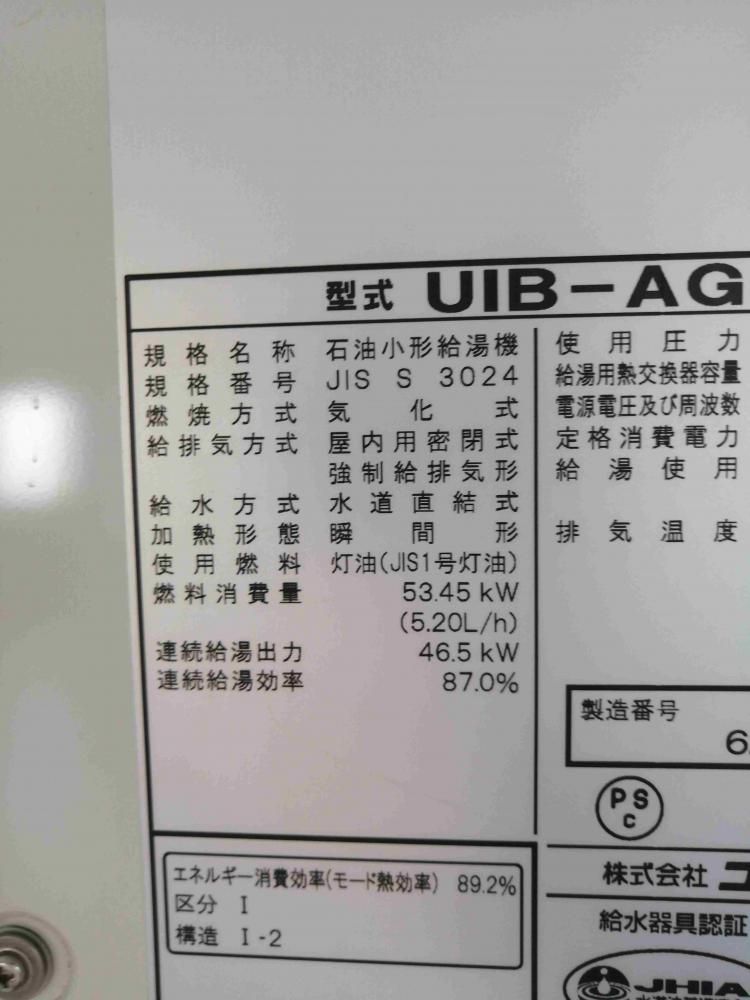 型式 UIB-AG
規格名称 石油小形給湯機
規格番号 JIS S 3024
燃焼方式 気化式
給排気方式 屋内用密閉式
強制給排気形
給水方式 水道直結式
加熱形態 瞬間形
使用燃料 灯油(JIS1号灯油)
燃料消費量 53.45 kW
(5.20L/h)
連続給湯出力 46.5 kW
連続給湯効率 87.0%
使用圧力
給湯用熱交換器容量
電源電圧及び周波数
定格消費電力
給湯使用
排気温度
製造番号
6
PS
C
エネルギー消費効率(モード熱効率) 89.2%
区分 I
構造 I-2
株式会社 コ
給水器具認証
JHIA